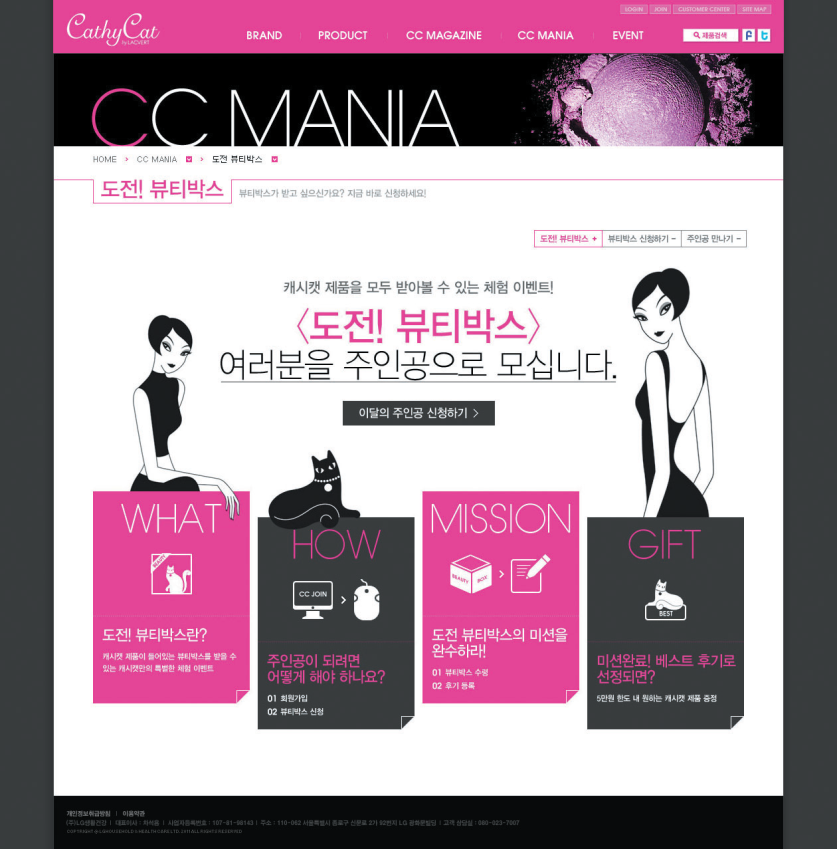 LOGIN JOIN CUSTOMER CENTER SITE MAP
CathyCat
by LACVERT
BRAND PRODUCT CC MAGAZINE CC MANIA EVENT 제품검색
CC MANIA
HOME > CC MANIA > 도전 뷰티박스
도전! 뷰티박스 뷰티박스가 받고 싶으신가요? 지금 바로 신청하세요!
도전! 뷰티박스 + 뷰티박스 신청하기 - 주인공 만나기 -
캐시캣 제품을 모두 받아볼 수 있는 체험 이벤트!
〈도전! 뷰티박스〉
여러분을 주인공으로 모십니다.
이달의 주인공 신청하기 >
WHAT
도전! 뷰티박스란?
캐시캣 제품이 들어있는 뷰티박스를 받을 수
있는 캐시캣만의 특별한 체험 이벤트
HOW
CC JOIN
주인공이 되려면
어떻게 해야 하나요?
01 회원가입
02 뷰티박스 신청
MISSION
BEAUTY BOX
도전 뷰티박스의 미션을
완수하라!
01 뷰티박스 수령
02 후기 등록
GIFT
BEST
미션완료! 베스트 후기로
선정되면?
5만원 한도 내 원하는 캐시캣 제품 증정
개인정보취급방침 | 이용약관
(주)LG생활건강 | 대표이사 : 차석용 | 사업자등록번호 : 107-81-98143 | 주소 : 110-062 서울특별시 종로구 신문로 2가 92번지 LG 광화문빌딩 | 고객 상담실 : 080-023-7007
COPYRIGHT @ LG HOUSEHOLD & HEALTH CARE LTD. 2011 ALL RIGHTS RESERVED